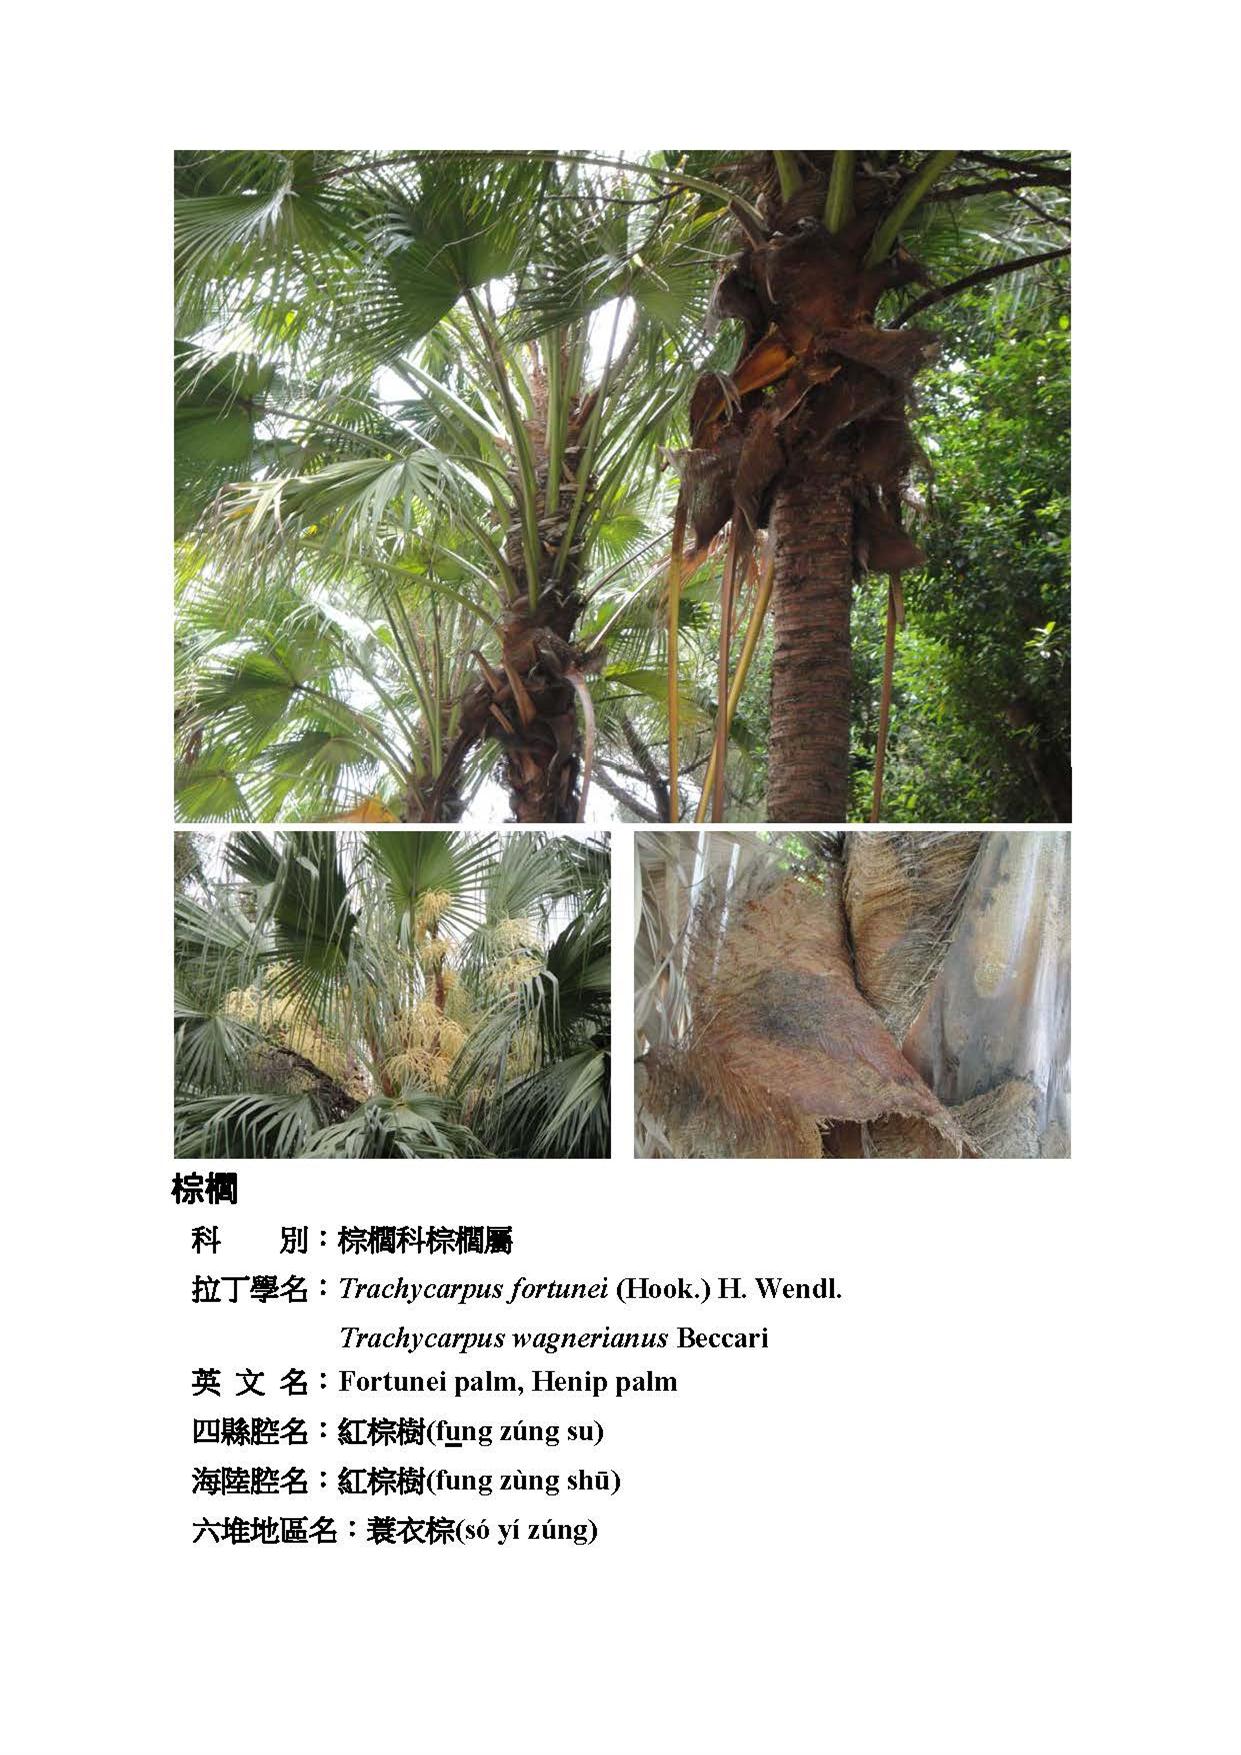 棕櫚
科　　別：棕櫚科棕櫚屬
拉丁學名：Trachycarpus fortunei (Hook.) H. Wendl.
Trachycarpus wagnerianus Beccari
英 文 名：Fortunei palm, Henip palm
四縣腔名：紅棕樹(fung zúng su)
海陸腔名：紅棕樹(fung zùng shū)
六堆地區名：蓑衣棕(só yí zúng)